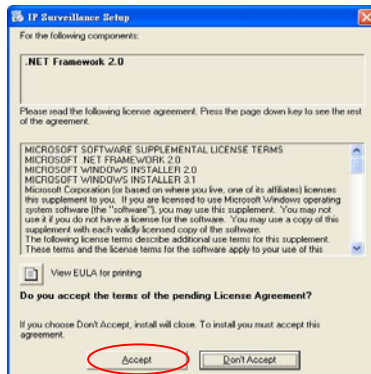 IP Surveillance Setup
For the following components:
.NET Framework 2.0
Please read the following license agreement. Press the page down key to see the rest
of the agreement.
MICROSOFT SOFTWARE SUPPLEMENTAL LICENSE TERMS
MICROSOFT .NET FRAMEWORK 2.0
MICROSOFT WINDOWS INSTALLER 2.0
MICROSOFT WINDOWS INSTALLER 3.1
Microsoft Corporation (or based on where you live, one of its affiliates) licenses
this supplement to you. If you are licensed to use Microsoft Windows operating
system software (the "software"), you may use this supplement. You may not
use it if you do not have a license for the software. You may use a copy of this
supplement with each validly licensed copy of the software.
The following license terms describe additional use terms for this supplement.
These terms and the license terms for the software apply to your use of this
View EULA for printing
Do you accept the terms of the pending License Agreement?
If you choose Don't Accept, install will close. To install you must accept this
agreement.
Accept
Don't Accept